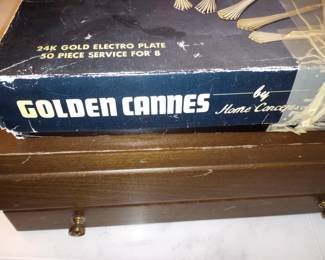 24K GOLD ELECTRO PLATE
50 PIECE SERVICE FOR 8
GOLDEN CANNES
by
Home Concepts